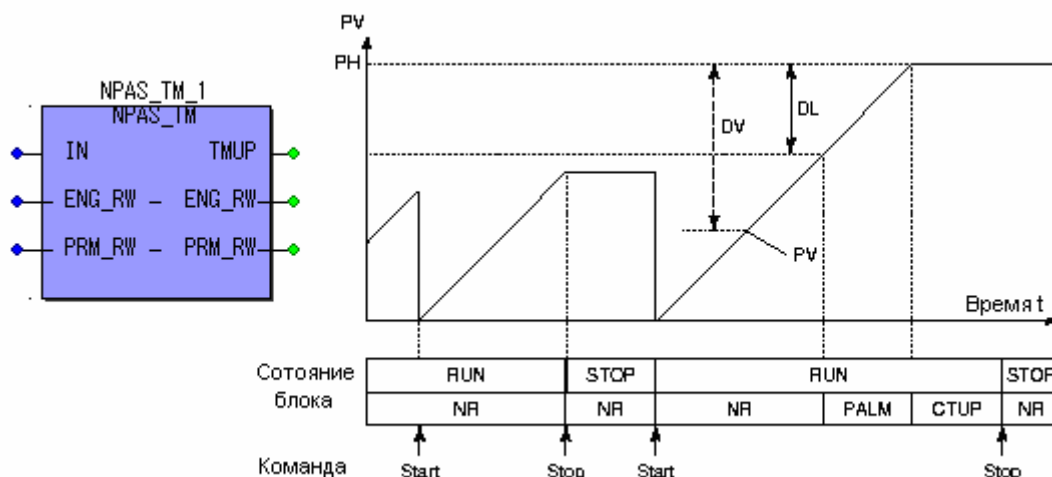 NPAS_TM_1
NPAS_TM
IN TMUP
ENG_RW – ENG_RW
PRM_RW – PRM_RW
PV
PH
DV
DL
PV
Время t
Сотояние блока
RUN STOP RUN STOP
NR NR NR PALM CTUP NR
Команда
Start Stop Start Stop